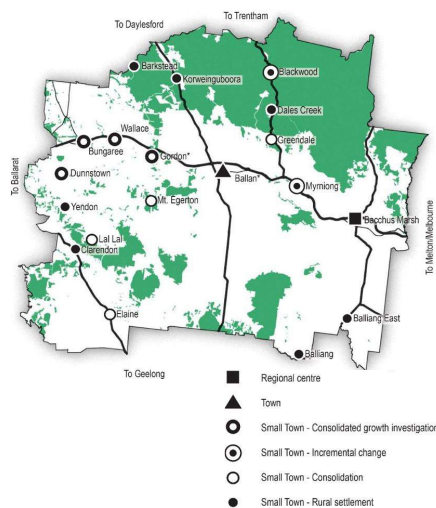 To Trentham
To Daylesford
Barkstead
Korweinguboora
Blackwood
Dales Creek
Greendale
Wallace
Bungaree
Gordon*
Dunnstown
Ballan*
Myrniong
To Ballarat
Yendon
Mt. Egerton
Bacchus Marsh
To Melton/Melbourne
Lal Lal
Clarendon
Elaine
Balliang East
Balliang
To Geelong
Regional centre
Town
Small Town - Consolidated growth investigation
Small Town - Incremental change
Small Town - Consolidation
Small Town - Rural settlement